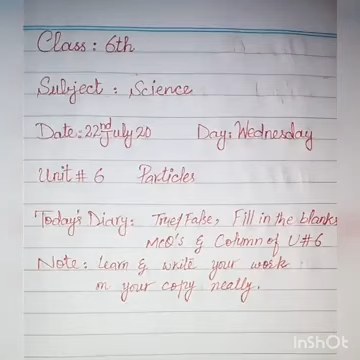 Class : 6th
Subject : Science
Date : 22nd July 20 Day : Wednesday
Unit # 6 Particles
Today's Diary : True/False, Fill in the blanks
MCQ's & Column of U#6
Note : Learn & write your work
on your copy neatly.
InShOt